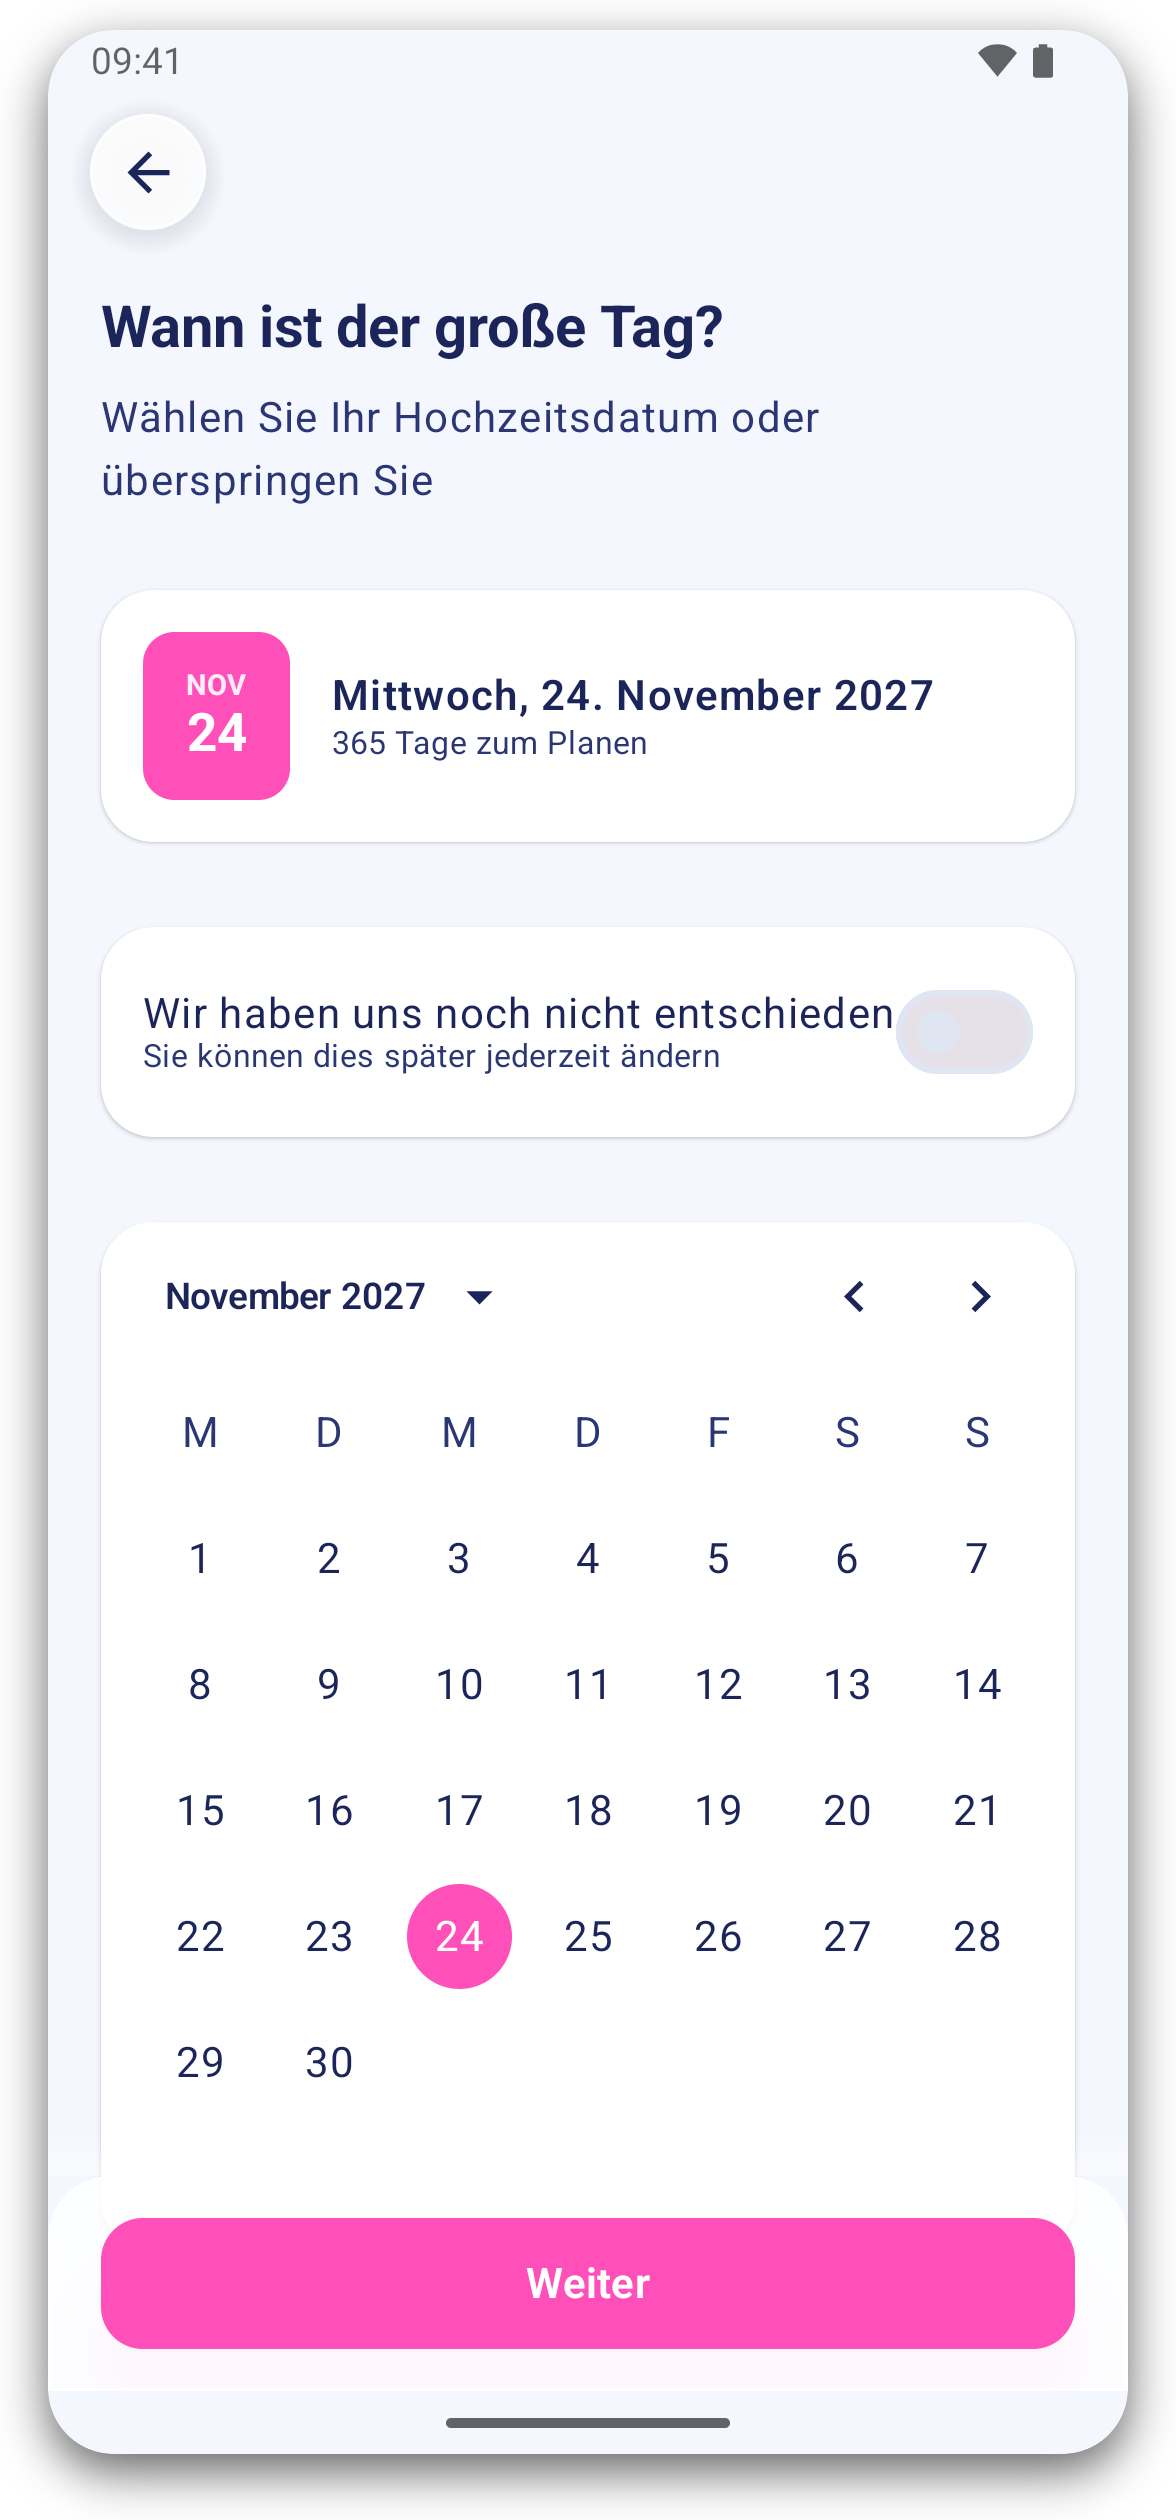 09:41
Wann ist der große Tag?
Wählen Sie Ihr Hochzeitsdatum oder
überspringen Sie
NOV
24
Mittwoch, 24. November 2027
365 Tage zum Planen
Wir haben uns noch nicht entschieden
Sie können dies später jederzeit ändern
November 2027
M D M D F S S
1 2 3 4 5 6 7
8 9 10 11 12 13 14
15 16 17 18 19 20 21
22 23 24 25 26 27 28
29 30
Weiter